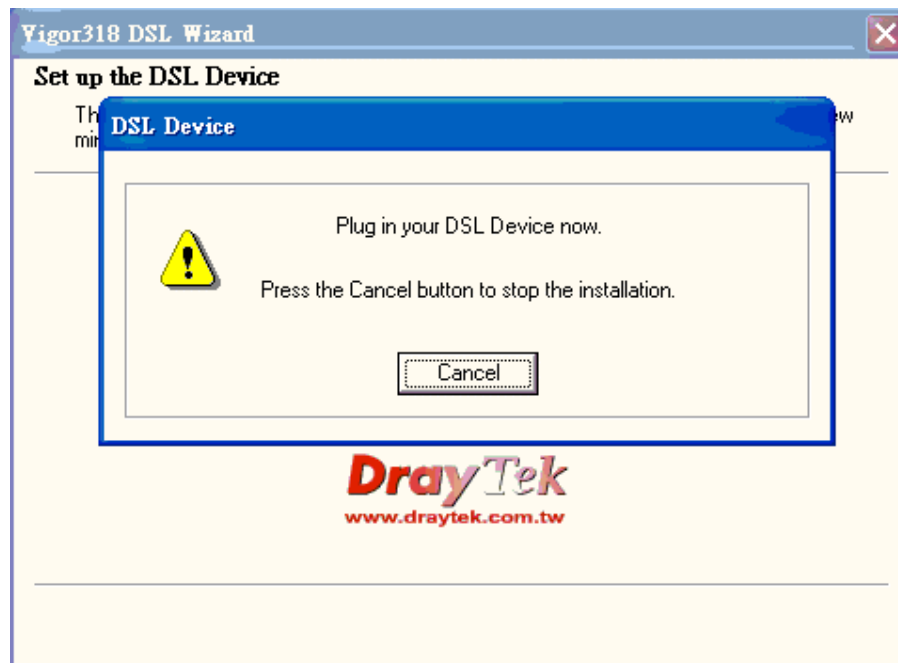 Vigor318 DSL Wizard
Set up the DSL Device
DSL Device
Plug in your DSL Device now.
Press the Cancel button to stop the installation.
Cancel
DrayTek
www.draytek.com.tw